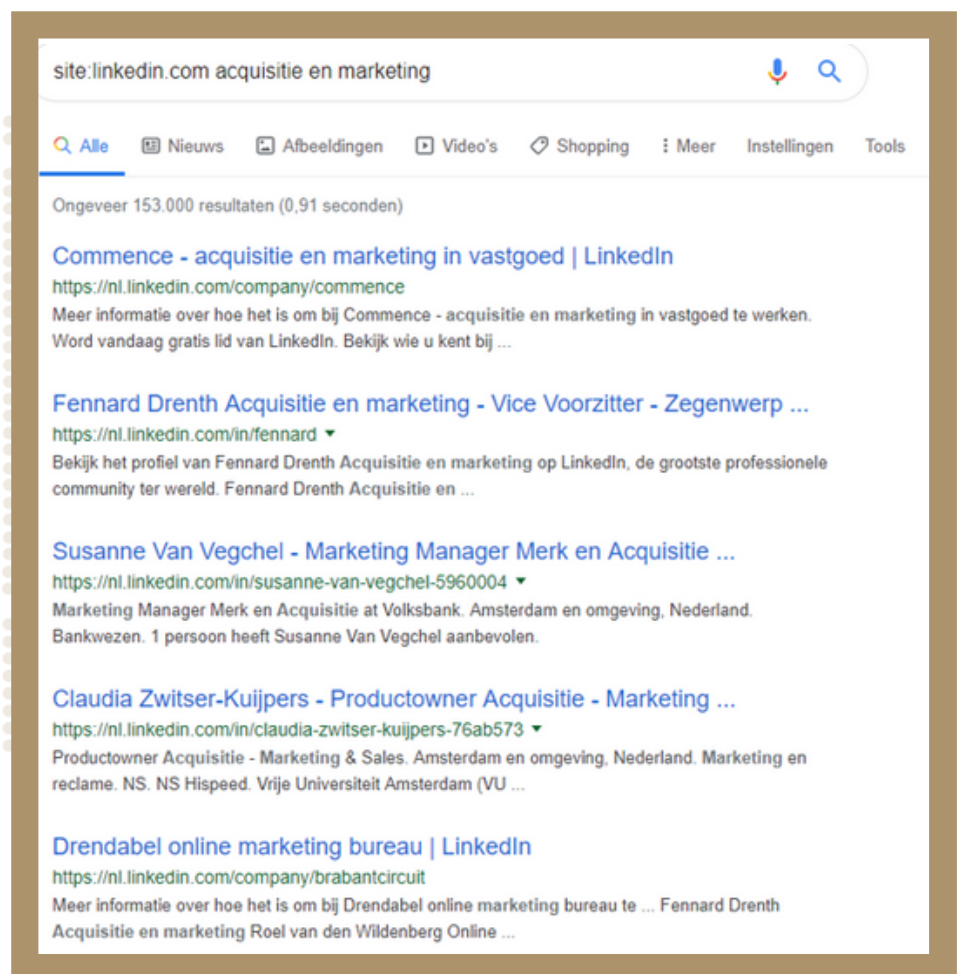 site:linkedin.com acquisitie en marketing
Alle Nieuws Afbeeldingen Video's Shopping Meer Instellingen Tools
Ongeveer 153.000 resultaten (0,91 seconden)
Commence - acquisitie en marketing in vastgoed | LinkedIn
https://nl.linkedin.com/company/commence
Meer informatie over hoe het is om bij Commence - acquisitie en marketing in vastgoed te werken.
Word vandaag gratis lid van LinkedIn. Bekijk wie u kent bij ...
Fennard Drenth Acquisitie en marketing - Vice Voorzitter - Zegenwerp ...
https://nl.linkedin.com/in/fennard
Bekijk het profiel van Fennard Drenth Acquisitie en marketing op LinkedIn, de grootste professionele
community ter wereld. Fennard Drenth Acquisitie en ...
Susanne Van Vegchel - Marketing Manager Merk en Acquisitie ...
https://nl.linkedin.com/in/susanne-van-vegchel-5960004
Marketing Manager Merk en Acquisitie at Volksbank. Amsterdam en omgeving, Nederland.
Bankwezen. 1 persoon heeft Susanne Van Vegchel aanbevolen.
Claudia Zwitser-Kuijpers - Productowner Acquisitie - Marketing ...
https://nl.linkedin.com/in/claudia-zwitser-kuijpers-76ab573
Productowner Acquisitie - Marketing & Sales. Amsterdam en omgeving, Nederland. Marketing en
reclame. NS. NS Hispeed. Vrije Universiteit Amsterdam (VU ...
Drendabel online marketing bureau | LinkedIn
https://nl.linkedin.com/company/brabantcircuit
Meer informatie over hoe het is om bij Drendabel online marketing bureau te ... Fennard Drenth
Acquisitie en marketing Roel van den Wildenberg Online ...